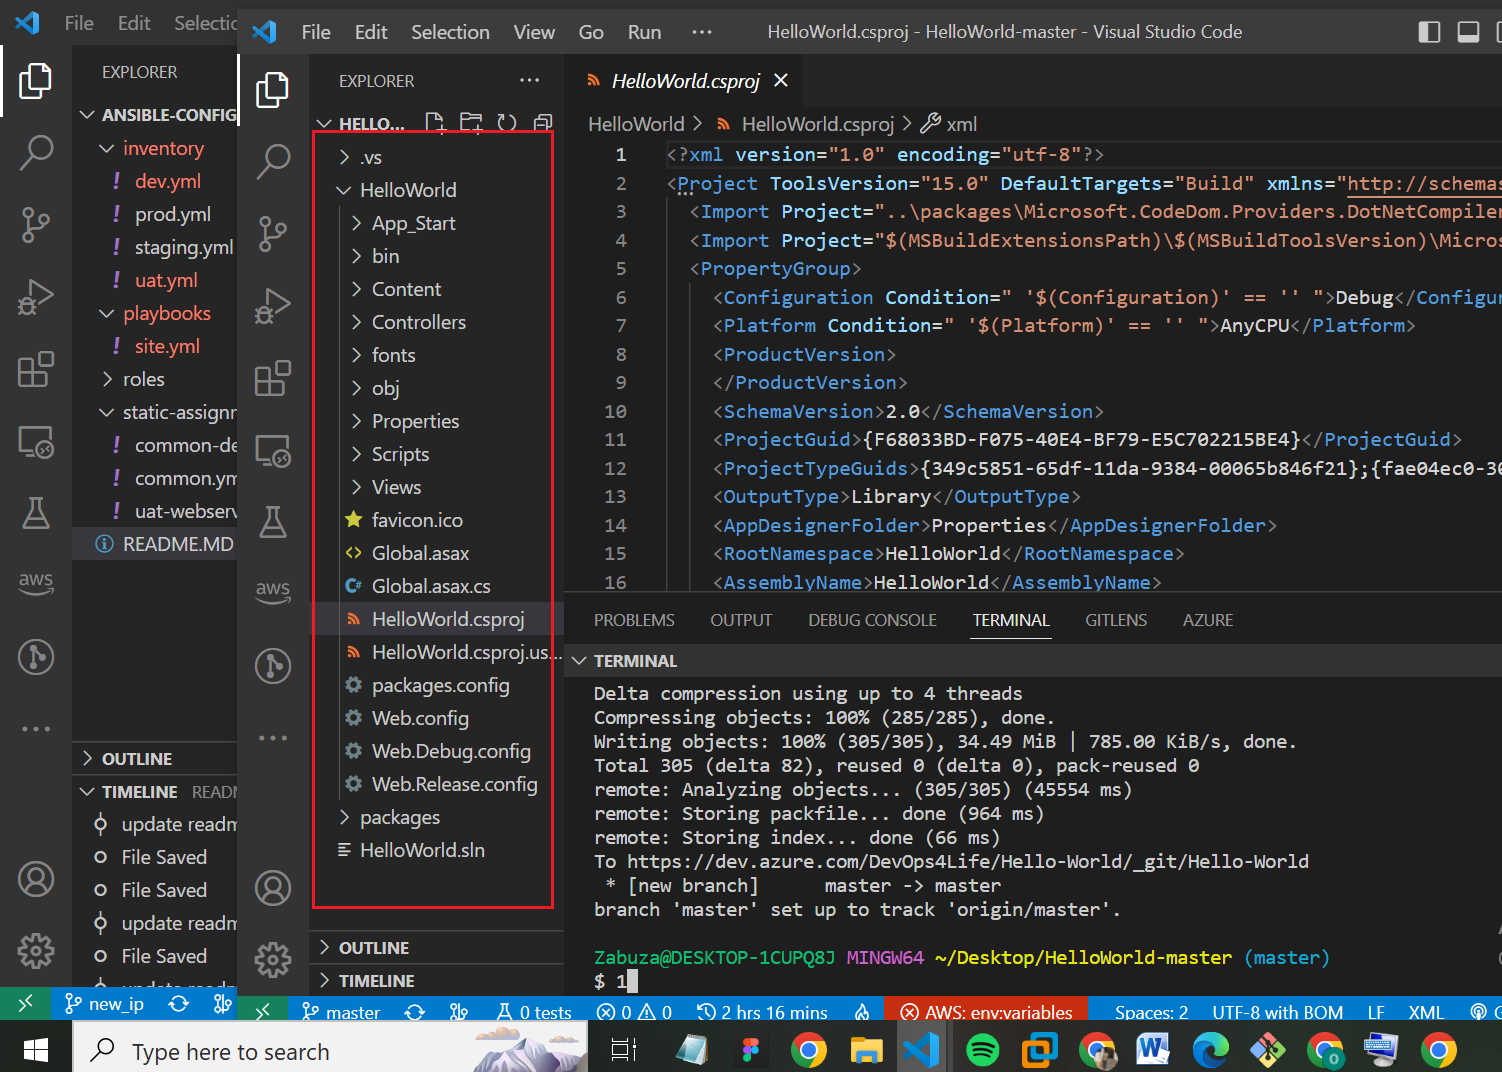 File Edit Selectic
EXPLORER
ANSIBLE-CONFIG
inventory
! dev.yml
! prod.yml
! staging.yml
! uat.yml
playbooks
! site.yml
roles
static-assignr
! common-de
! common.ym
! uat-webserv
README.MD
aws
OUTLINE
TIMELINE READM
update readm
File Saved
File Saved
update readm
File Saved
new_ip
File Edit Selection View Go Run ··· HelloWorld.csproj - HelloWorld-master - Visual Studio Code
EXPLORER ···
HELLO...
.vs
HelloWorld
App_Start
bin
Content
Controllers
fonts
obj
Properties
Scripts
Views
favicon.ico
Global.asax
Global.asax.cs
HelloWorld.csproj
HelloWorld.csproj.us...
packages.config
Web.config
Web.Debug.config
Web.Release.config
packages
HelloWorld.sln
aws
OUTLINE
TIMELINE
HelloWorld.csproj
HelloWorld > HelloWorld.csproj > xml
1 <?xml version="1.0" encoding="utf-8"?>
2 <Project ToolsVersion="15.0" DefaultTargets="Build" xmlns="http://schemas
3 <Import Project="..\packages\Microsoft.CodeDom.Providers.DotNetCompiler
4 <Import Project="$(MSBuildExtensionsPath)\$(MSBuildToolsVersion)\Micros
5 <PropertyGroup>
6 <Configuration Condition=" '$(Configuration)' == '' ">Debug</Configur
7 <Platform Condition=" '$(Platform)' == '' ">AnyCPU</Platform>
8 <ProductVersion>
9 </ProductVersion>
10 <SchemaVersion>2.0</SchemaVersion>
11 <ProjectGuid>{F68033BD-F075-40E4-BF79-E5C702215BE4}</ProjectGuid>
12 <ProjectTypeGuids>{349c5851-65df-11da-9384-00065b846f21};{fae04ec0-30
13 <OutputType>Library</OutputType>
14 <AppDesignerFolder>Properties</AppDesignerFolder>
15 <RootNamespace>HelloWorld</RootNamespace>
16 <AssemblyName>HelloWorld</AssemblyName>
PROBLEMS OUTPUT DEBUG CONSOLE TERMINAL GITLENS AZURE
TERMINAL
Delta compression using up to 4 threads
Compressing objects: 100% (285/285), done.
Writing objects: 100% (305/305), 34.49 MiB | 785.00 KiB/s, done.
Total 305 (delta 82), reused 0 (delta 0), pack-reused 0
remote: Analyzing objects... (305/305) (45554 ms)
remote: Storing packfile... done (964 ms)
remote: Storing index... done (66 ms)
To https://dev.azure.com/DevOps4Life/Hello-World/_git/Hello-World
* [new branch] master -> master
branch 'master' set up to track 'origin/master'.
Zabuza@DESKTOP-1CUPQ8J MINGW64 ~/Desktop/HelloWorld-master (master)
$ 1
master 0 tests 0 0 2 hrs 16 mins AWS: env:variables Spaces: 2 UTF-8 with BOM LF XML G
Type here to search